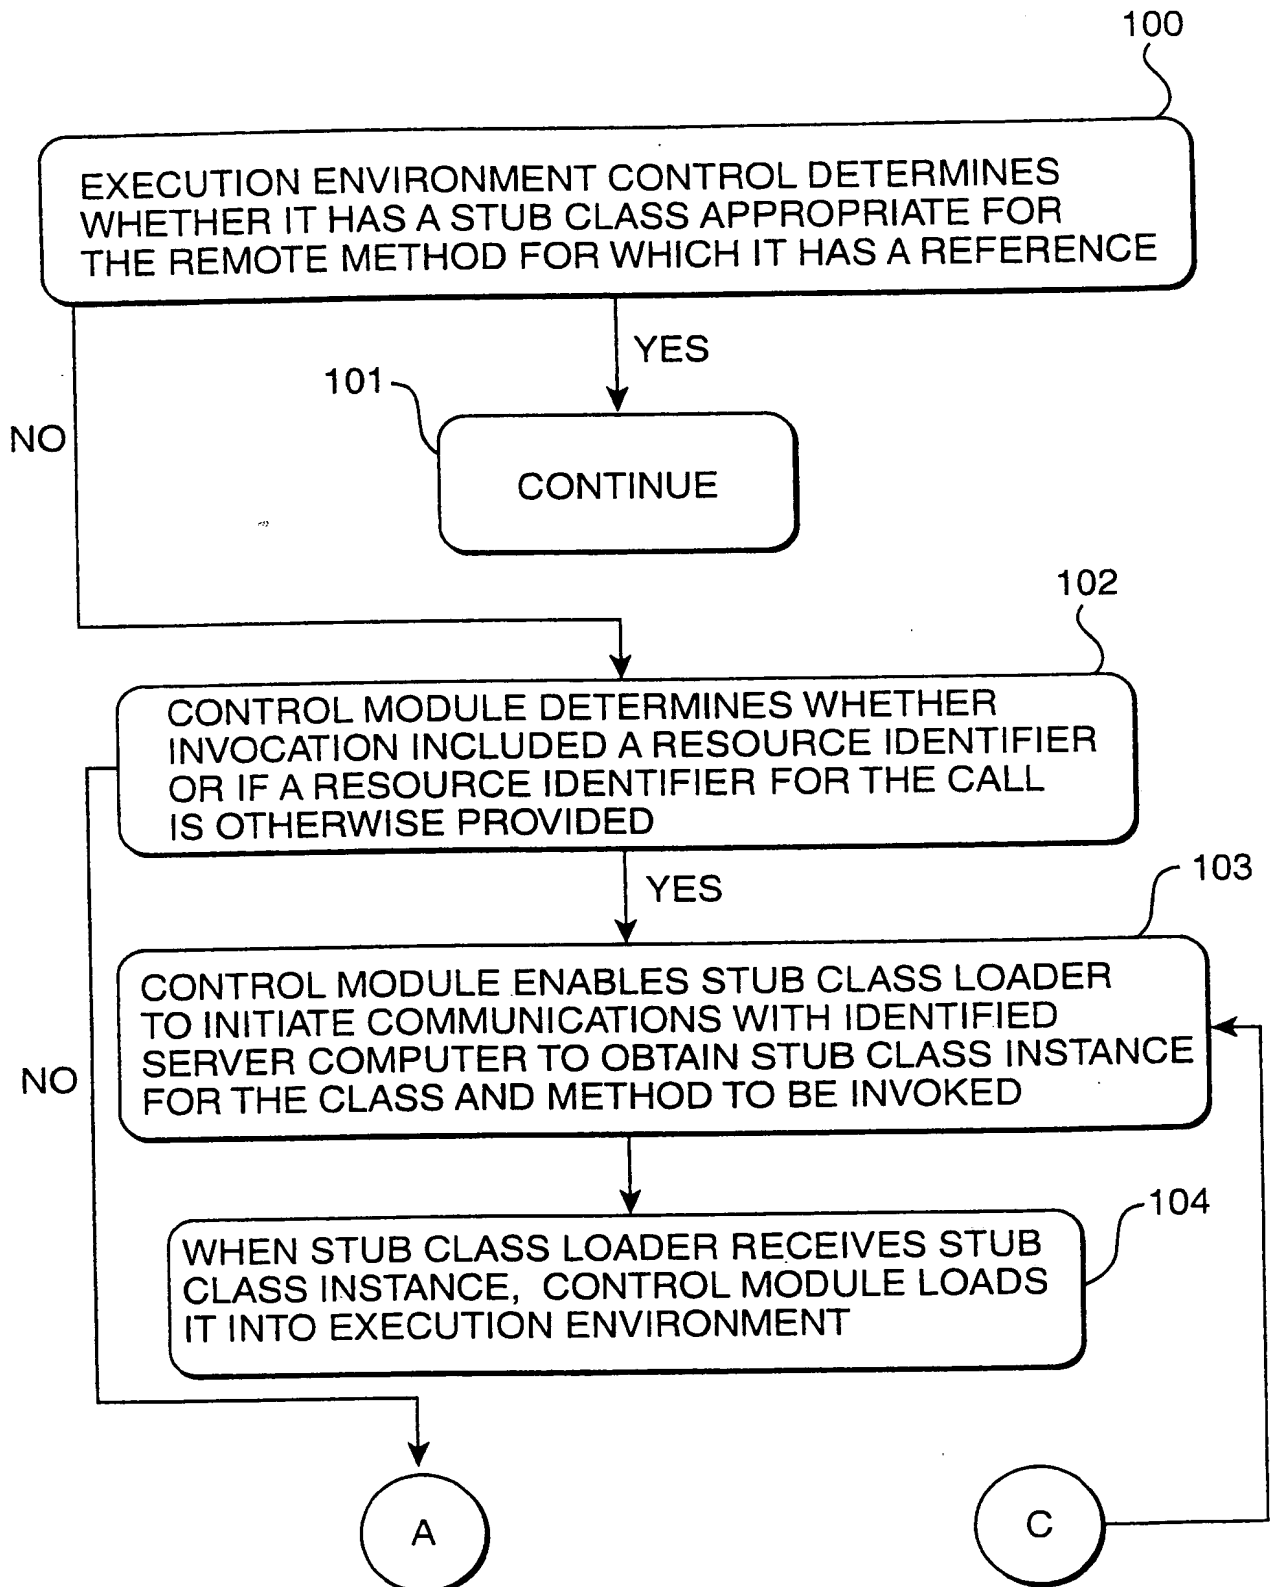 100
EXECUTION ENVIRONMENT CONTROL DETERMINES
WHETHER IT HAS A STUB CLASS APPROPRIATE FOR
THE REMOTE METHOD FOR WHICH IT HAS A REFERENCE
YES
101
NO
CONTINUE
102
CONTROL MODULE DETERMINES WHETHER
INVOCATION INCLUDED A RESOURCE IDENTIFIER
OR IF A RESOURCE IDENTIFIER FOR THE CALL
IS OTHERWISE PROVIDED
YES
103
CONTROL MODULE ENABLES STUB CLASS LOADER
TO INITIATE COMMUNICATIONS WITH IDENTIFIED
SERVER COMPUTER TO OBTAIN STUB CLASS INSTANCE
FOR THE CLASS AND METHOD TO BE INVOKED
NO
104
WHEN STUB CLASS LOADER RECEIVES STUB
CLASS INSTANCE, CONTROL MODULE LOADS
IT INTO EXECUTION ENVIRONMENT
A
C